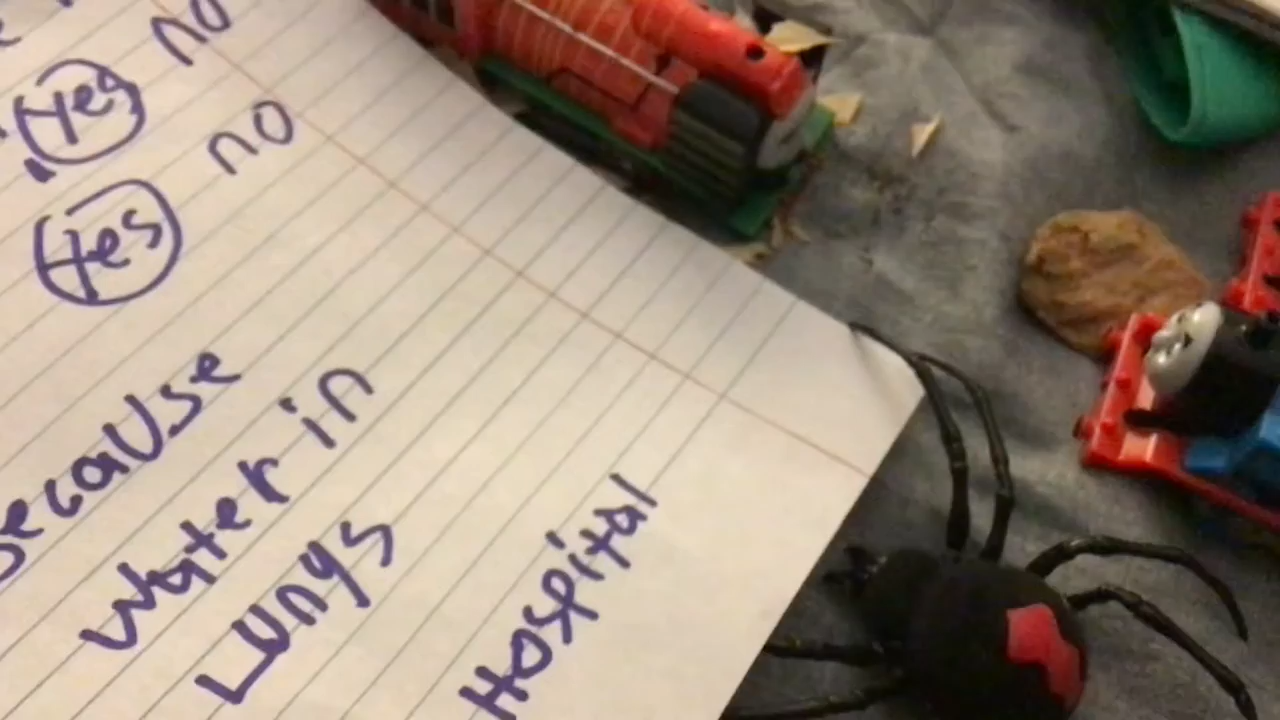 yes no
yes no
because
water in
Lungs
Hospital